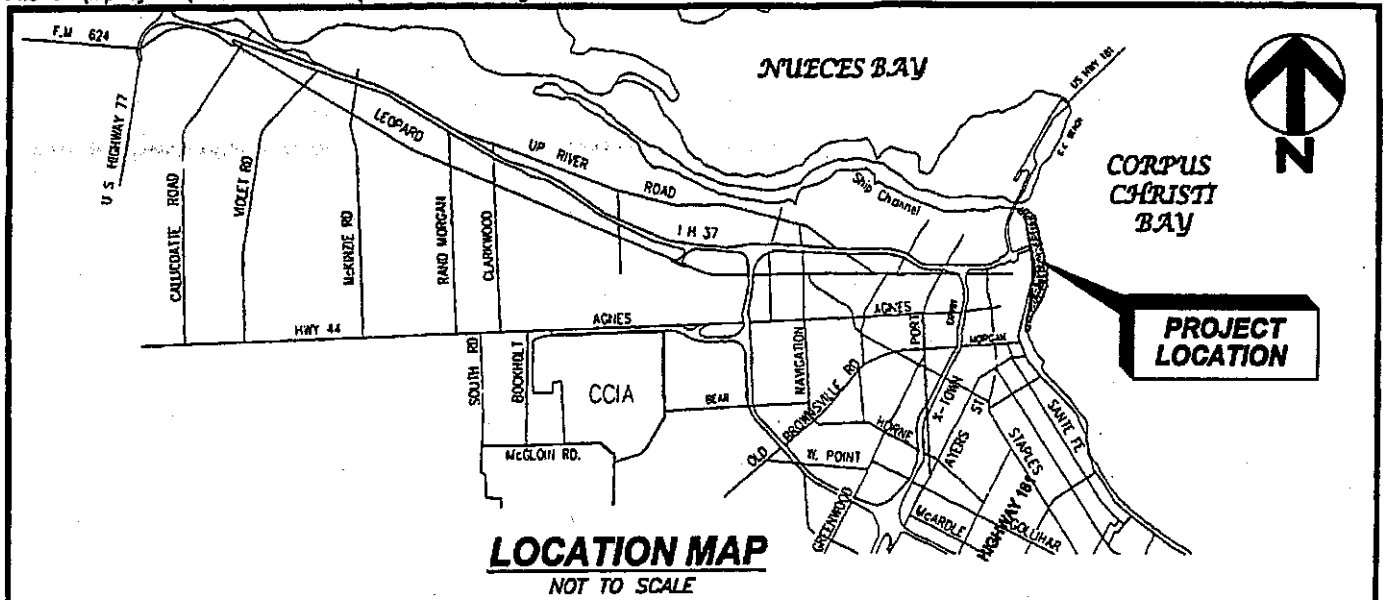 F.M 624
NUECES BAY
US HWY 181
C.C BEACH
N
CORPUS
CHRISTI
BAY
U S HIGHWAY 77
LEOPARD
UP RIVER
ROAD
Ship Channel
CALLICOATTE ROAD
VIOLET RD
McKINZIE RD
RAND MORGAN
CLARKWOOD
I H 37
HWY 44
AGNES
AGNES
PORT
MORGAN
PROJECT
LOCATION
SOUTH RD
BOCKHOLT
CCIA
BEAR
NAVIGATION
OLD BROWNSVILLE RD
HORNE
X-TOWN
AYERS ST
STAPLES
SANTE FE
McGLOIN RD.
W. POINT
GREENWOOD
McARDLE
HIGHWAY 181
GOLLIHAR
LOCATION MAP
NOT TO SCALE